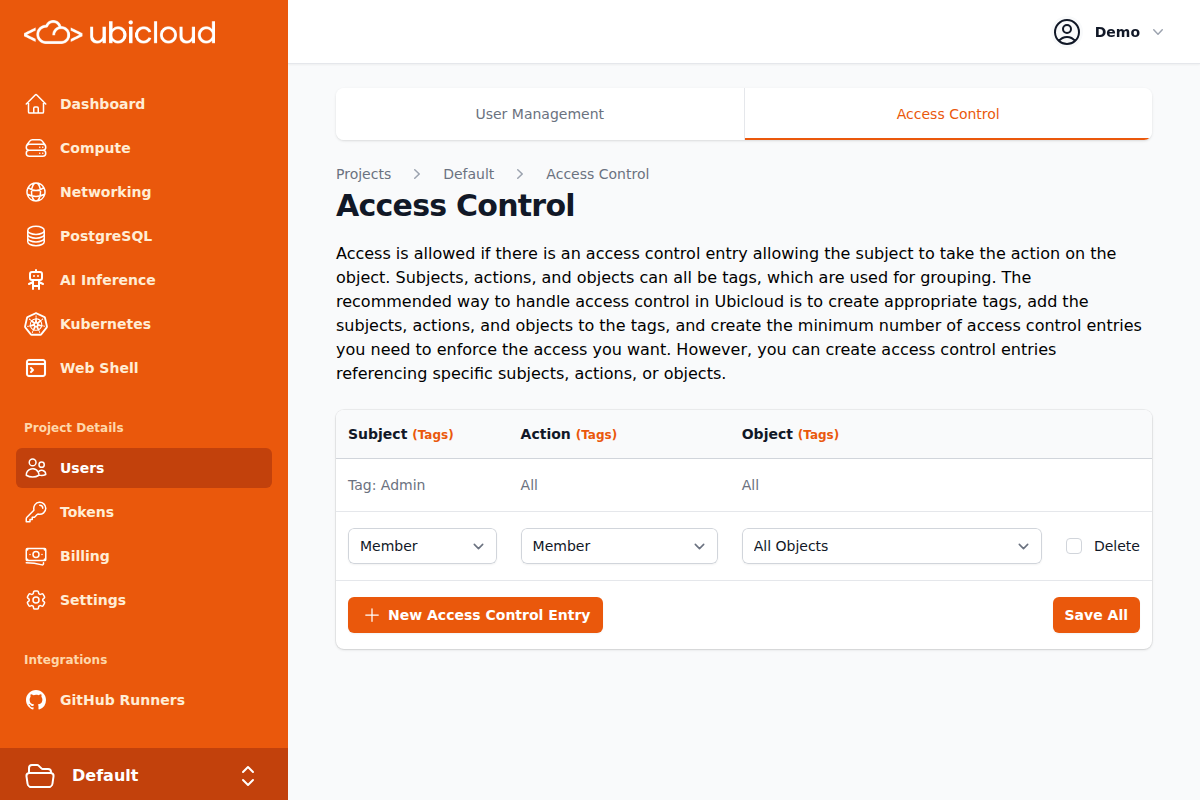 <ubicloud>
Demo
Dashboard
Compute
Networking
PostgreSQL
AI Inference
Kubernetes
Web Shell
Project Details
Users
Tokens
Billing
Settings
Integrations
GitHub Runners
Default
User Management
Access Control
Projects > Default > Access Control
Access Control
Access is allowed if there is an access control entry allowing the subject to take the action on the
object. Subjects, actions, and objects can all be tags, which are used for grouping. The
recommended way to handle access control in Ubicloud is to create appropriate tags, add the
subjects, actions, and objects to the tags, and create the minimum number of access control entries
you need to enforce the access you want. However, you can create access control entries
referencing specific subjects, actions, or objects.
Subject (Tags) Action (Tags) Object (Tags)
Tag: Admin All All
Member Member All Objects Delete
New Access Control Entry Save All